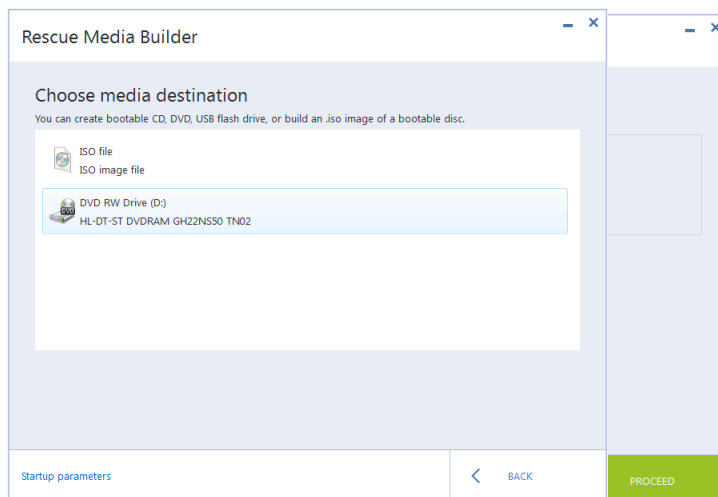 Rescue Media Builder
Choose media destination
You can create bootable CD, DVD, USB flash drive, or build an .iso image of a bootable disc.
ISO file
ISO image file
DVD RW Drive (D:)
HL-DT-ST DVDRAM GH22NS50 TN02
Startup parameters
BACK
PROCEED